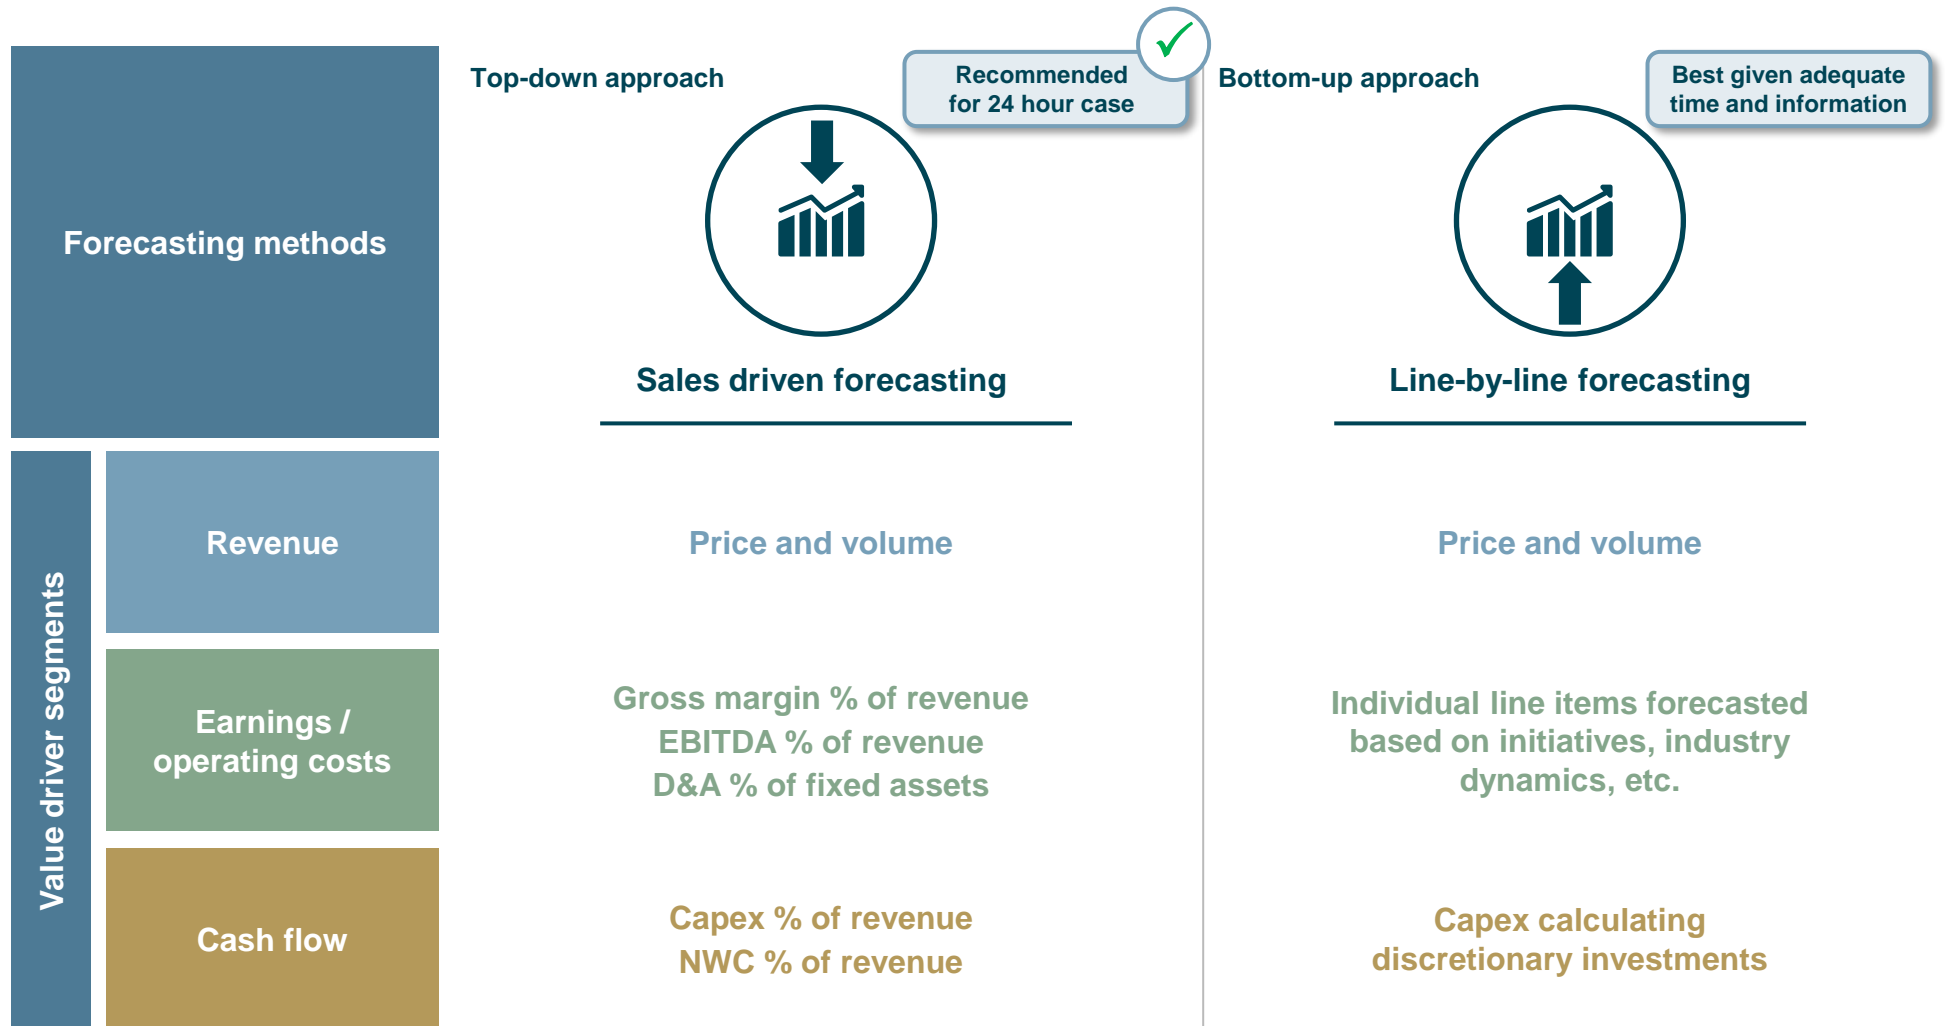 Top-down approach
Recommended
for 24 hour case
Bottom-up approach
Best given adequate
time and information
Forecasting methods
Sales driven forecasting
Line-by-line forecasting
Value driver segments
Revenue
Price and volume
Price and volume
Earnings /
operating costs
Gross margin % of revenue
EBITDA % of revenue
D&A % of fixed assets
Individual line items forecasted
based on initiatives, industry
dynamics, etc.
Cash flow
Capex % of revenue
NWC % of revenue
Capex calculating
discretionary investments